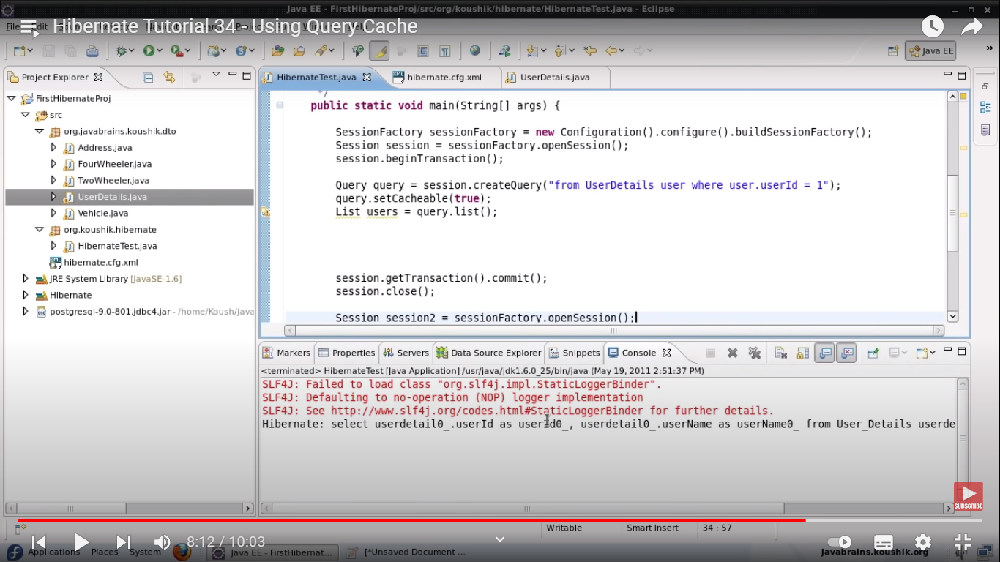 Java EE - FirstHibernateProj/src/org/koushik/hibernate/HibernateTest.java - Eclipse
Hibernate Tutorial 34 - Using Query Cache
Java EE
Project Explorer
HibernateTest.java
hibernate.cfg.xml
UserDetails.java
FirstHibernateProj
src
org.javabrains.koushik.dto
Address.java
FourWheeler.java
TwoWheeler.java
UserDetails.java
Vehicle.java
org.koushik.hibernate
HibernateTest.java
hibernate.cfg.xml
JRE System Library [JavaSE-1.6]
Hibernate
postgresql-9.0-801.jdbc4.jar - /home/Koush/java
*/
public static void main(String[] args) {
SessionFactory sessionFactory = new Configuration().configure().buildSessionFactory();
Session session = sessionFactory.openSession();
session.beginTransaction();
Query query = session.createQuery("from UserDetails user where user.userId = 1");
query.setCacheable(true);
List users = query.list();
session.getTransaction().commit();
session.close();
Session session2 = sessionFactory.openSession();
Markers
Properties
Servers
Data Source Explorer
Snippets
Console
<terminated> HibernateTest [Java Application] /usr/java/jdk1.6.0_25/bin/java (May 19, 2011 2:51:37 PM)
SLF4J: Failed to load class "org.slf4j.impl.StaticLoggerBinder".
SLF4J: Defaulting to no-operation (NOP) logger implementation
SLF4J: See http://www.slf4j.org/codes.html#StaticLoggerBinder for further details.
Hibernate: select userdetail0_.userId as userId0_, userdetail0_.userName as userName0_ from User_Details userde
SUBSCRIBE
Writable
Smart Insert
34 : 57
8:12 / 10:03
Applications
Places
System
Java EE - FirstHibernat...
[*Unsaved Document ...
javabrains.koushik.org